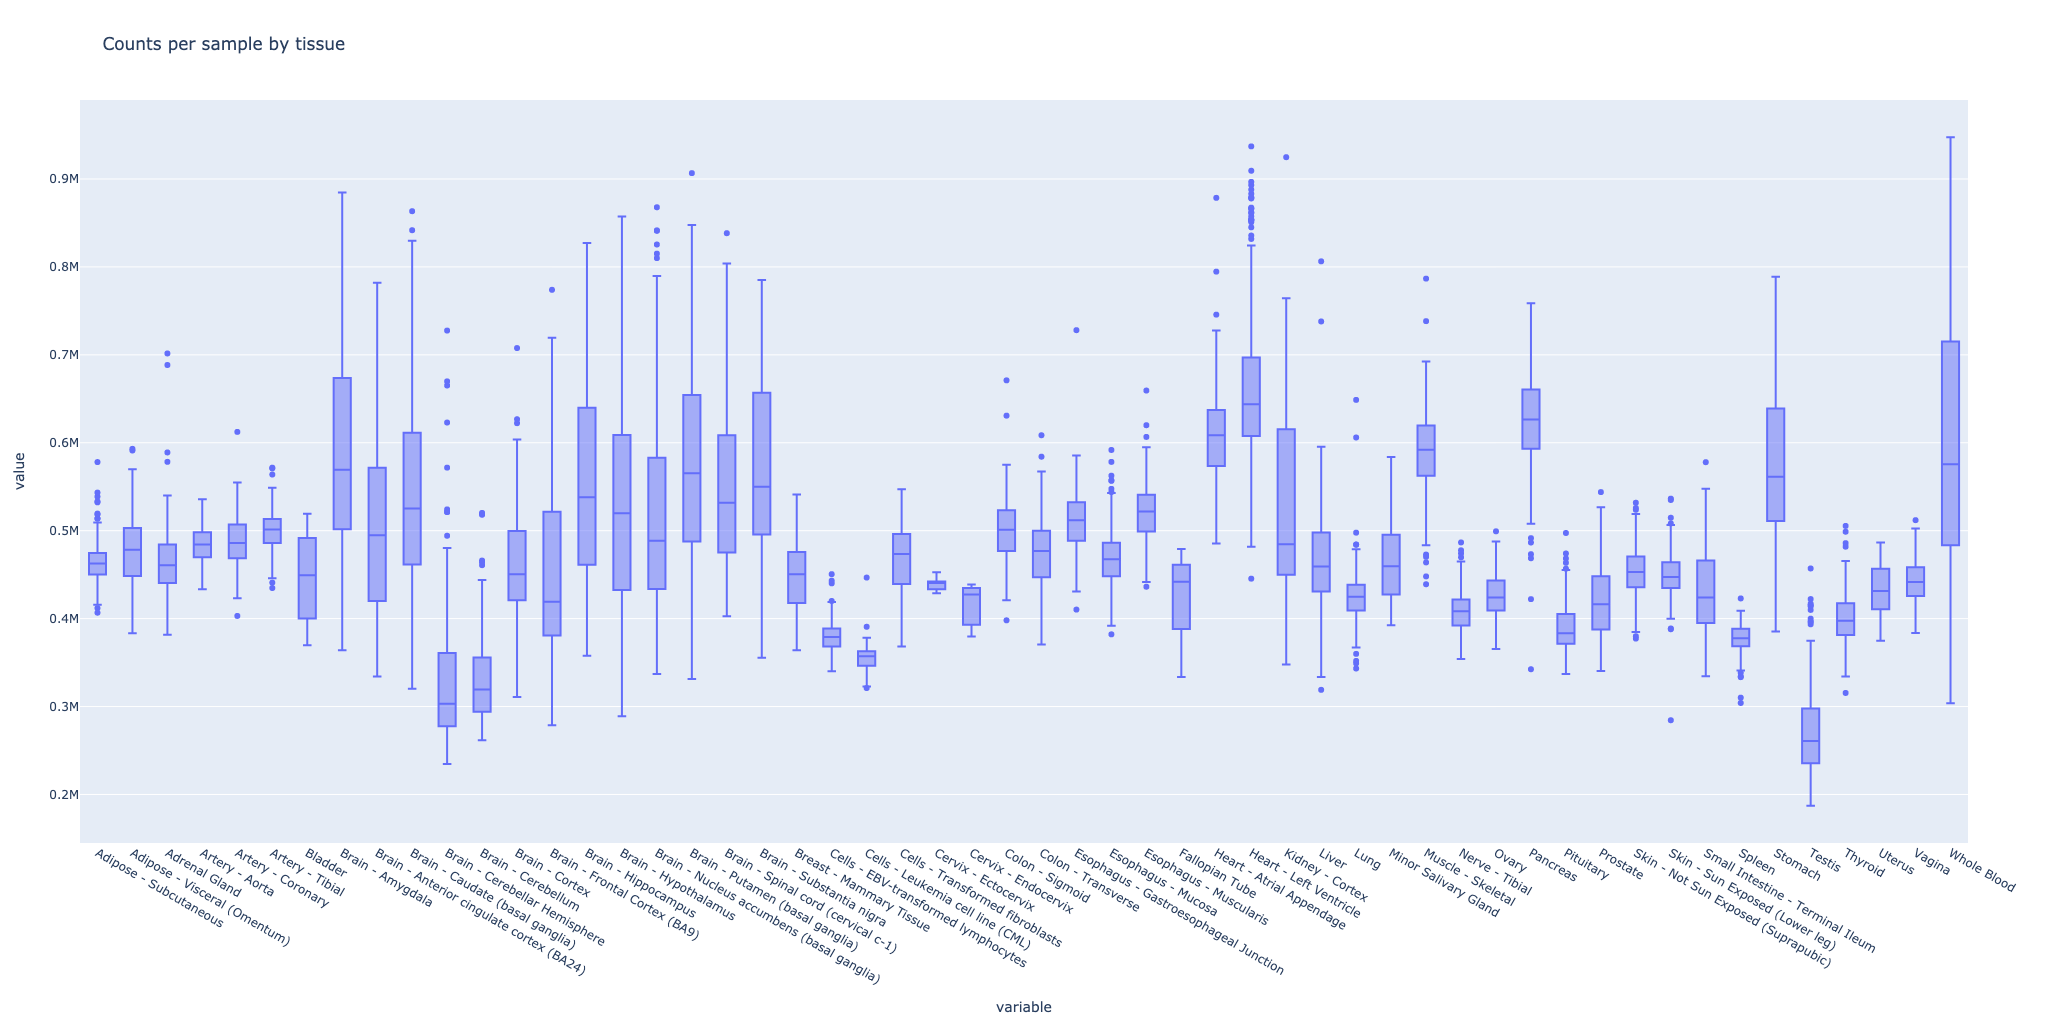 Counts per sample by tissue
0.9M
0.8M
0.7M
0.6M
0.5M
0.4M
0.3M
0.2M
value
Adipose - Subcutaneous
Adipose - Visceral (Omentum)
Adrenal Gland
Artery - Aorta
Artery - Coronary
Artery - Tibial
Bladder
Brain - Amygdala
Brain - Anterior cingulate cortex (BA24)
Brain - Caudate (basal ganglia)
Brain - Cerebellar Hemisphere
Brain - Cerebellum
Brain - Cortex
Brain - Frontal Cortex (BA9)
Brain - Hippocampus
Brain - Hypothalamus
Brain - Nucleus accumbens (basal ganglia)
Brain - Putamen (basal ganglia)
Brain - Spinal cord (cervical c-1)
Brain - Substantia nigra
Breast - Mammary Tissue
Cells - EBV-transformed lymphocytes
Cells - Leukemia cell line (CML)
Cells - Transformed fibroblasts
Cervix - Ectocervix
Cervix - Endocervix
Colon - Sigmoid
Colon - Transverse
Esophagus - Gastroesophageal Junction
Esophagus - Mucosa
Esophagus - Muscularis
Fallopian Tube
Heart - Atrial Appendage
Heart - Left Ventricle
Kidney - Cortex
Liver
Lung
Minor Salivary Gland
Muscle - Skeletal
Nerve - Tibial
Ovary
Pancreas
Pituitary
Prostate
Skin - Not Sun Exposed (Suprapubic)
Skin - Sun Exposed (Lower leg)
Small Intestine - Terminal Ileum
Spleen
Stomach
Testis
Thyroid
Uterus
Vagina
Whole Blood
variable